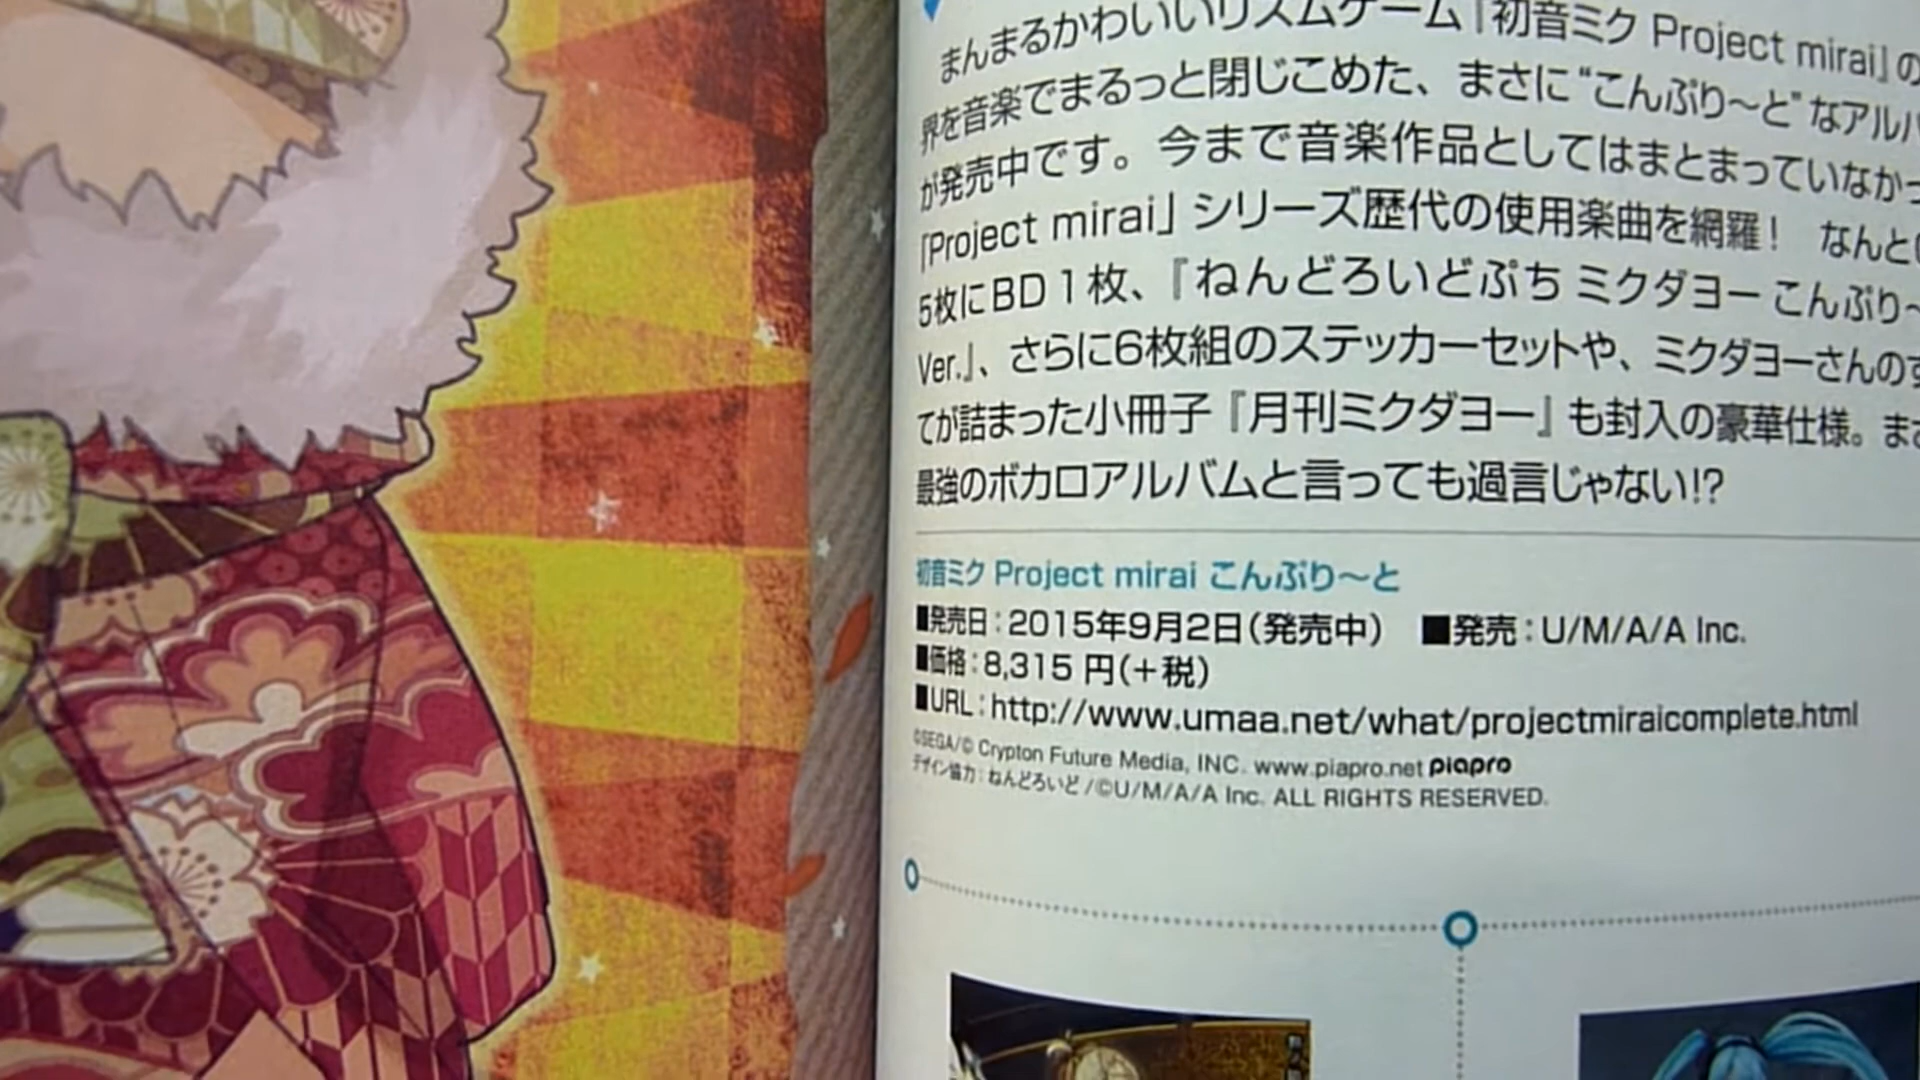 まんまるかわいいリズムゲーム「初音ミク Project mirai」の
界を音楽でまるっと閉じこめた、まさに“こんぷり～と”なアルバ
が発売中です。今まで音楽作品としてはまとまっていなかっ
「Project mirai」シリーズ歴代の使用楽曲を網羅！ なんと
5枚にBD1枚、『ねんどろいどぷち ミクダヨー こんぷり～
Ver.』、さらに6枚組のステッカーセットや、ミクダヨーさんのす
てが詰まった小冊子『月刊ミクダヨー』も封入の豪華仕様。まさ
最強のボカロアルバムと言っても過言じゃない!?
初音ミク Project mirai こんぷり～と
■発売日：2015年9月2日（発売中） ■発売：U/M/A/A Inc.
■価格：8,315 円（＋税）
■URL：http://www.umaa.net/what/projectmiraicomplete.html
©SEGA/© Crypton Future Media, INC. www.piapro.net piapro
デザイン協力：ねんどろいど /©U/M/A/A Inc. ALL RIGHTS RESERVED.